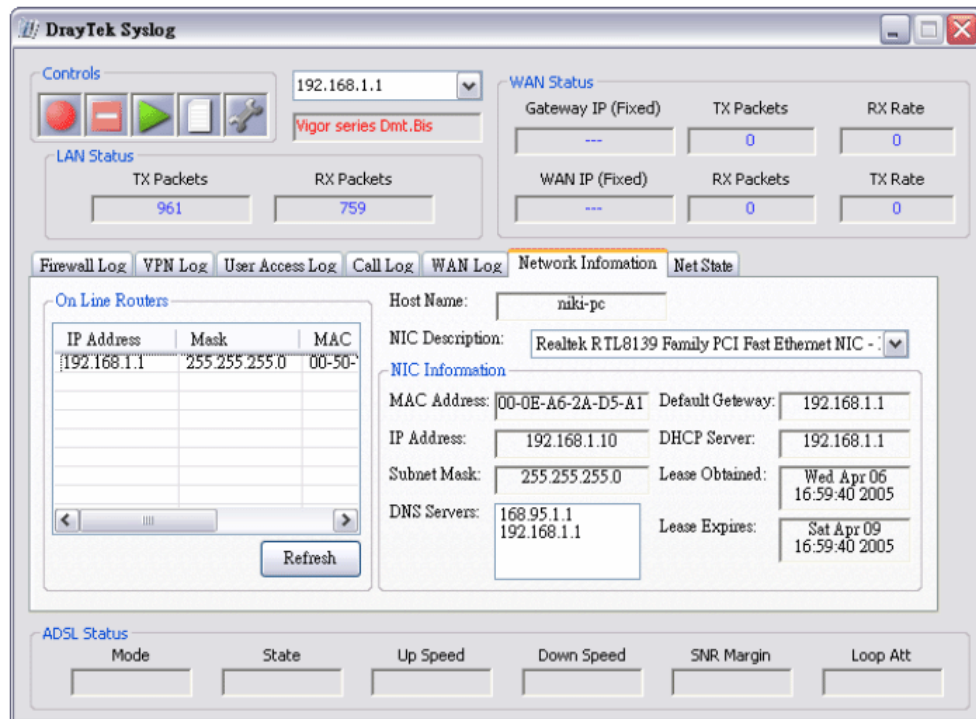 DrayTek Syslog
Controls
192.168.1.1
Vigor series Dmt.Bis
WAN Status
Gateway IP (Fixed) TX Packets RX Rate
--- 0 0
WAN IP (Fixed) RX Packets TX Rate
--- 0 0
LAN Status
TX Packets RX Packets
961 759
Firewall Log VPN Log User Access Log Call Log WAN Log Network Infomation Net State
On Line Routers
IP Address Mask MAC
192.168.1.1 255.255.255.0 00-50-
Refresh
Host Name: niki-pc
NIC Description: Realtek RTL8139 Family PCI Fast Ethernet NIC -
NIC Information
MAC Address: 00-0E-A6-2A-D5-A1 Default Geteway: 192.168.1.1
IP Address: 192.168.1.10 DHCP Server: 192.168.1.1
Subnet Mask: 255.255.255.0 Lease Obtained: Wed Apr 06
16:59:40 2005
DNS Servers: 168.95.1.1
192.168.1.1
Lease Expires: Sat Apr 09
16:59:40 2005
ADSL Status
Mode State Up Speed Down Speed SNR Margin Loop Att